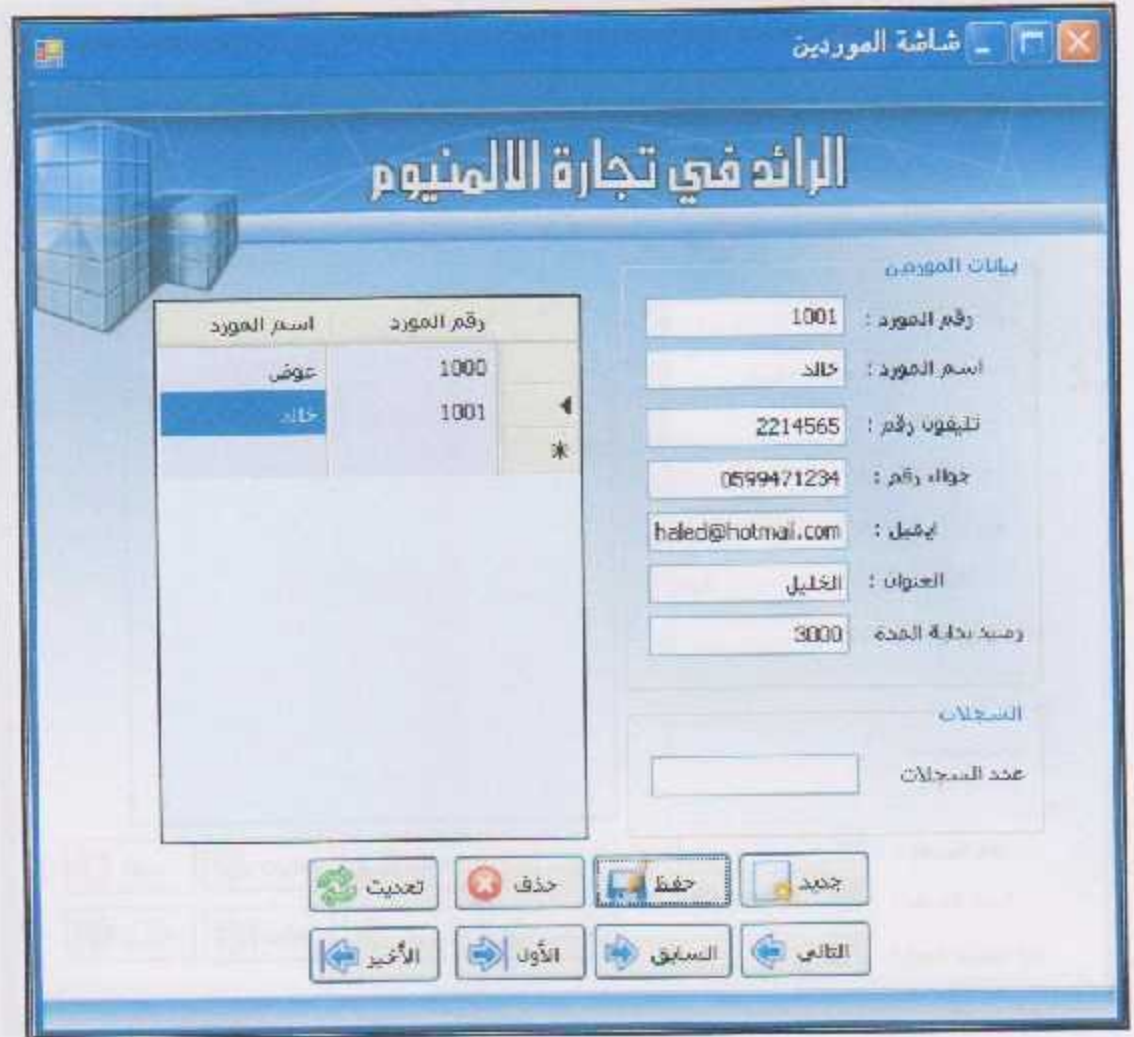 شاشة الموردين
الرائد في تجارة الالمنيوم
بيانات الموردين
رقم المورد : 1001
اسم المورد : خالد
تليفون رقم : 2214565
جوال رقم : 0599471234
ايميل : haled@hotmail.com
العنوان : الخليل
رصيد بداية المدة 3000
السجلات
عدد السجلات
رقم المورد اسم المورد
1000 عوض
1001 خالد
جديد حفظ حذف تحديث
التالي السابق الأول الأخير